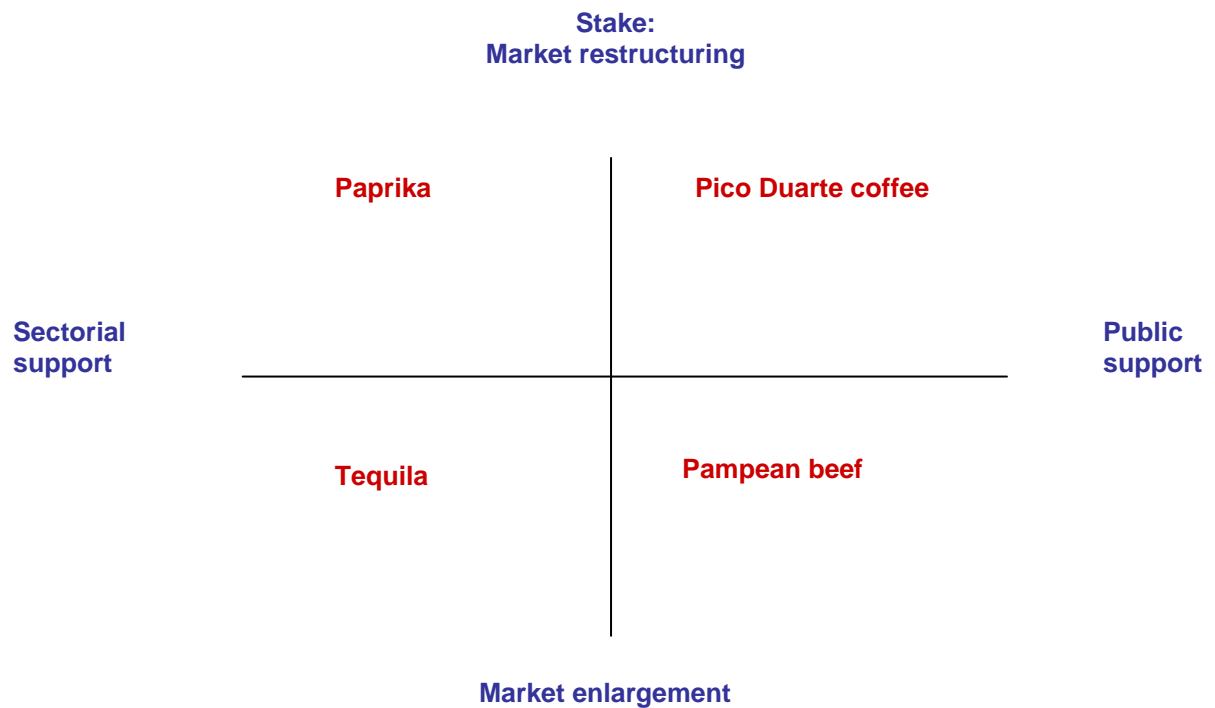 Stake:
Market restructuring
Paprika
Pico Duarte coffee
Sectorial
support
Public
support
Tequila
Pampean beef
Market enlargement